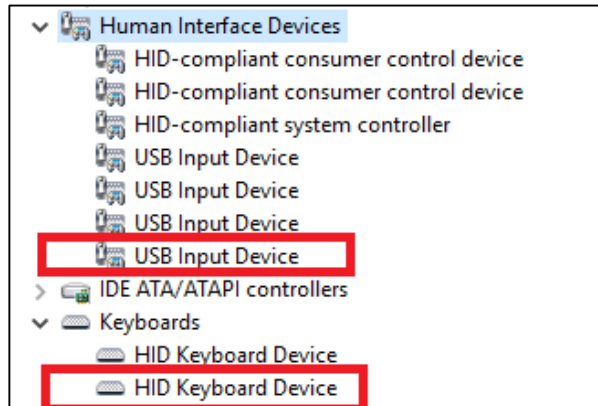 Human Interface Devices
HID-compliant consumer control device
HID-compliant consumer control device
HID-compliant system controller
USB Input Device
USB Input Device
USB Input Device
USB Input Device
IDE ATA/ATAPI controllers
Keyboards
HID Keyboard Device
HID Keyboard Device